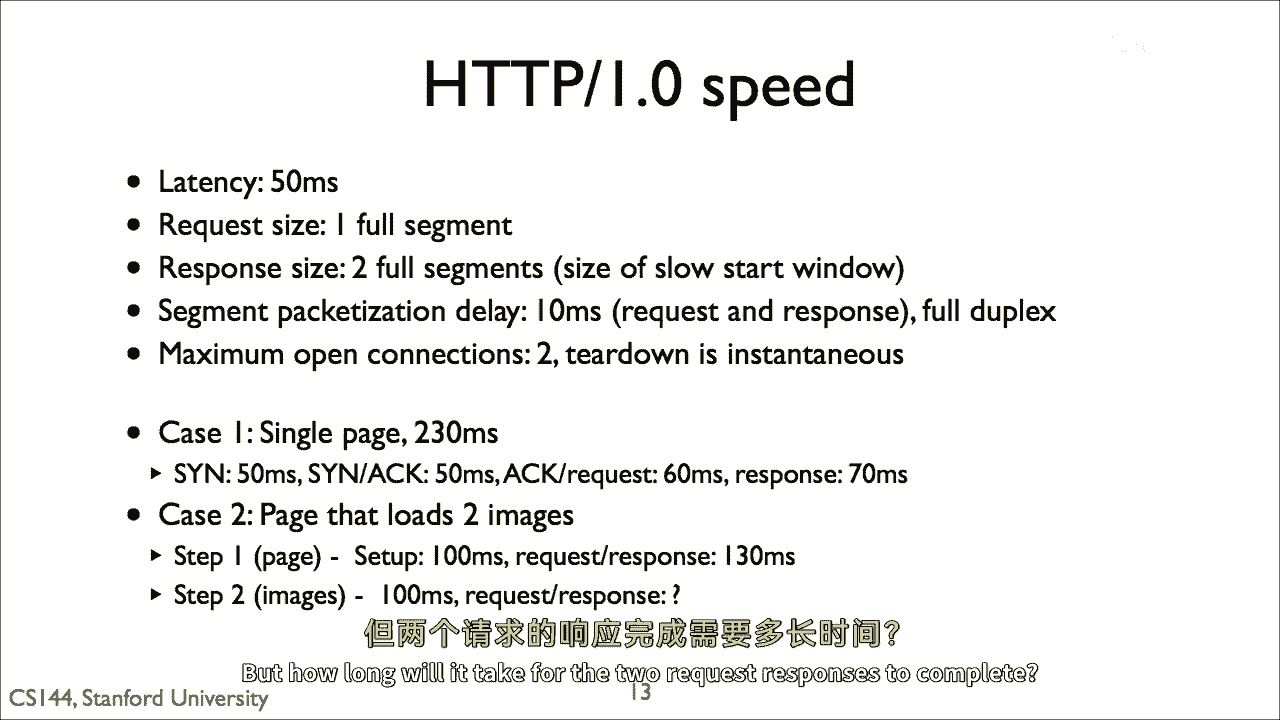 HTTP/1.0 speed
• Latency: 50ms
• Request size: 1 full segment
• Response size: 2 full segments (size of slow start window)
• Segment packetization delay: 10ms (request and response), full duplex
• Maximum open connections: 2, teardown is instantaneous
• Case 1: Single page, 230ms
‣ SYN: 50ms, SYN/ACK: 50ms, ACK/request: 60ms, response: 70ms
• Case 2: Page that loads 2 images
‣ Step 1 (page) - Setup: 100ms, request/response: 130ms
‣ Step 2 (images) - 100ms, request/response: ?
但两个请求的响应完成需要多长时间?
But how long will it take for the two request responses to complete?
CS144, Stanford University
13